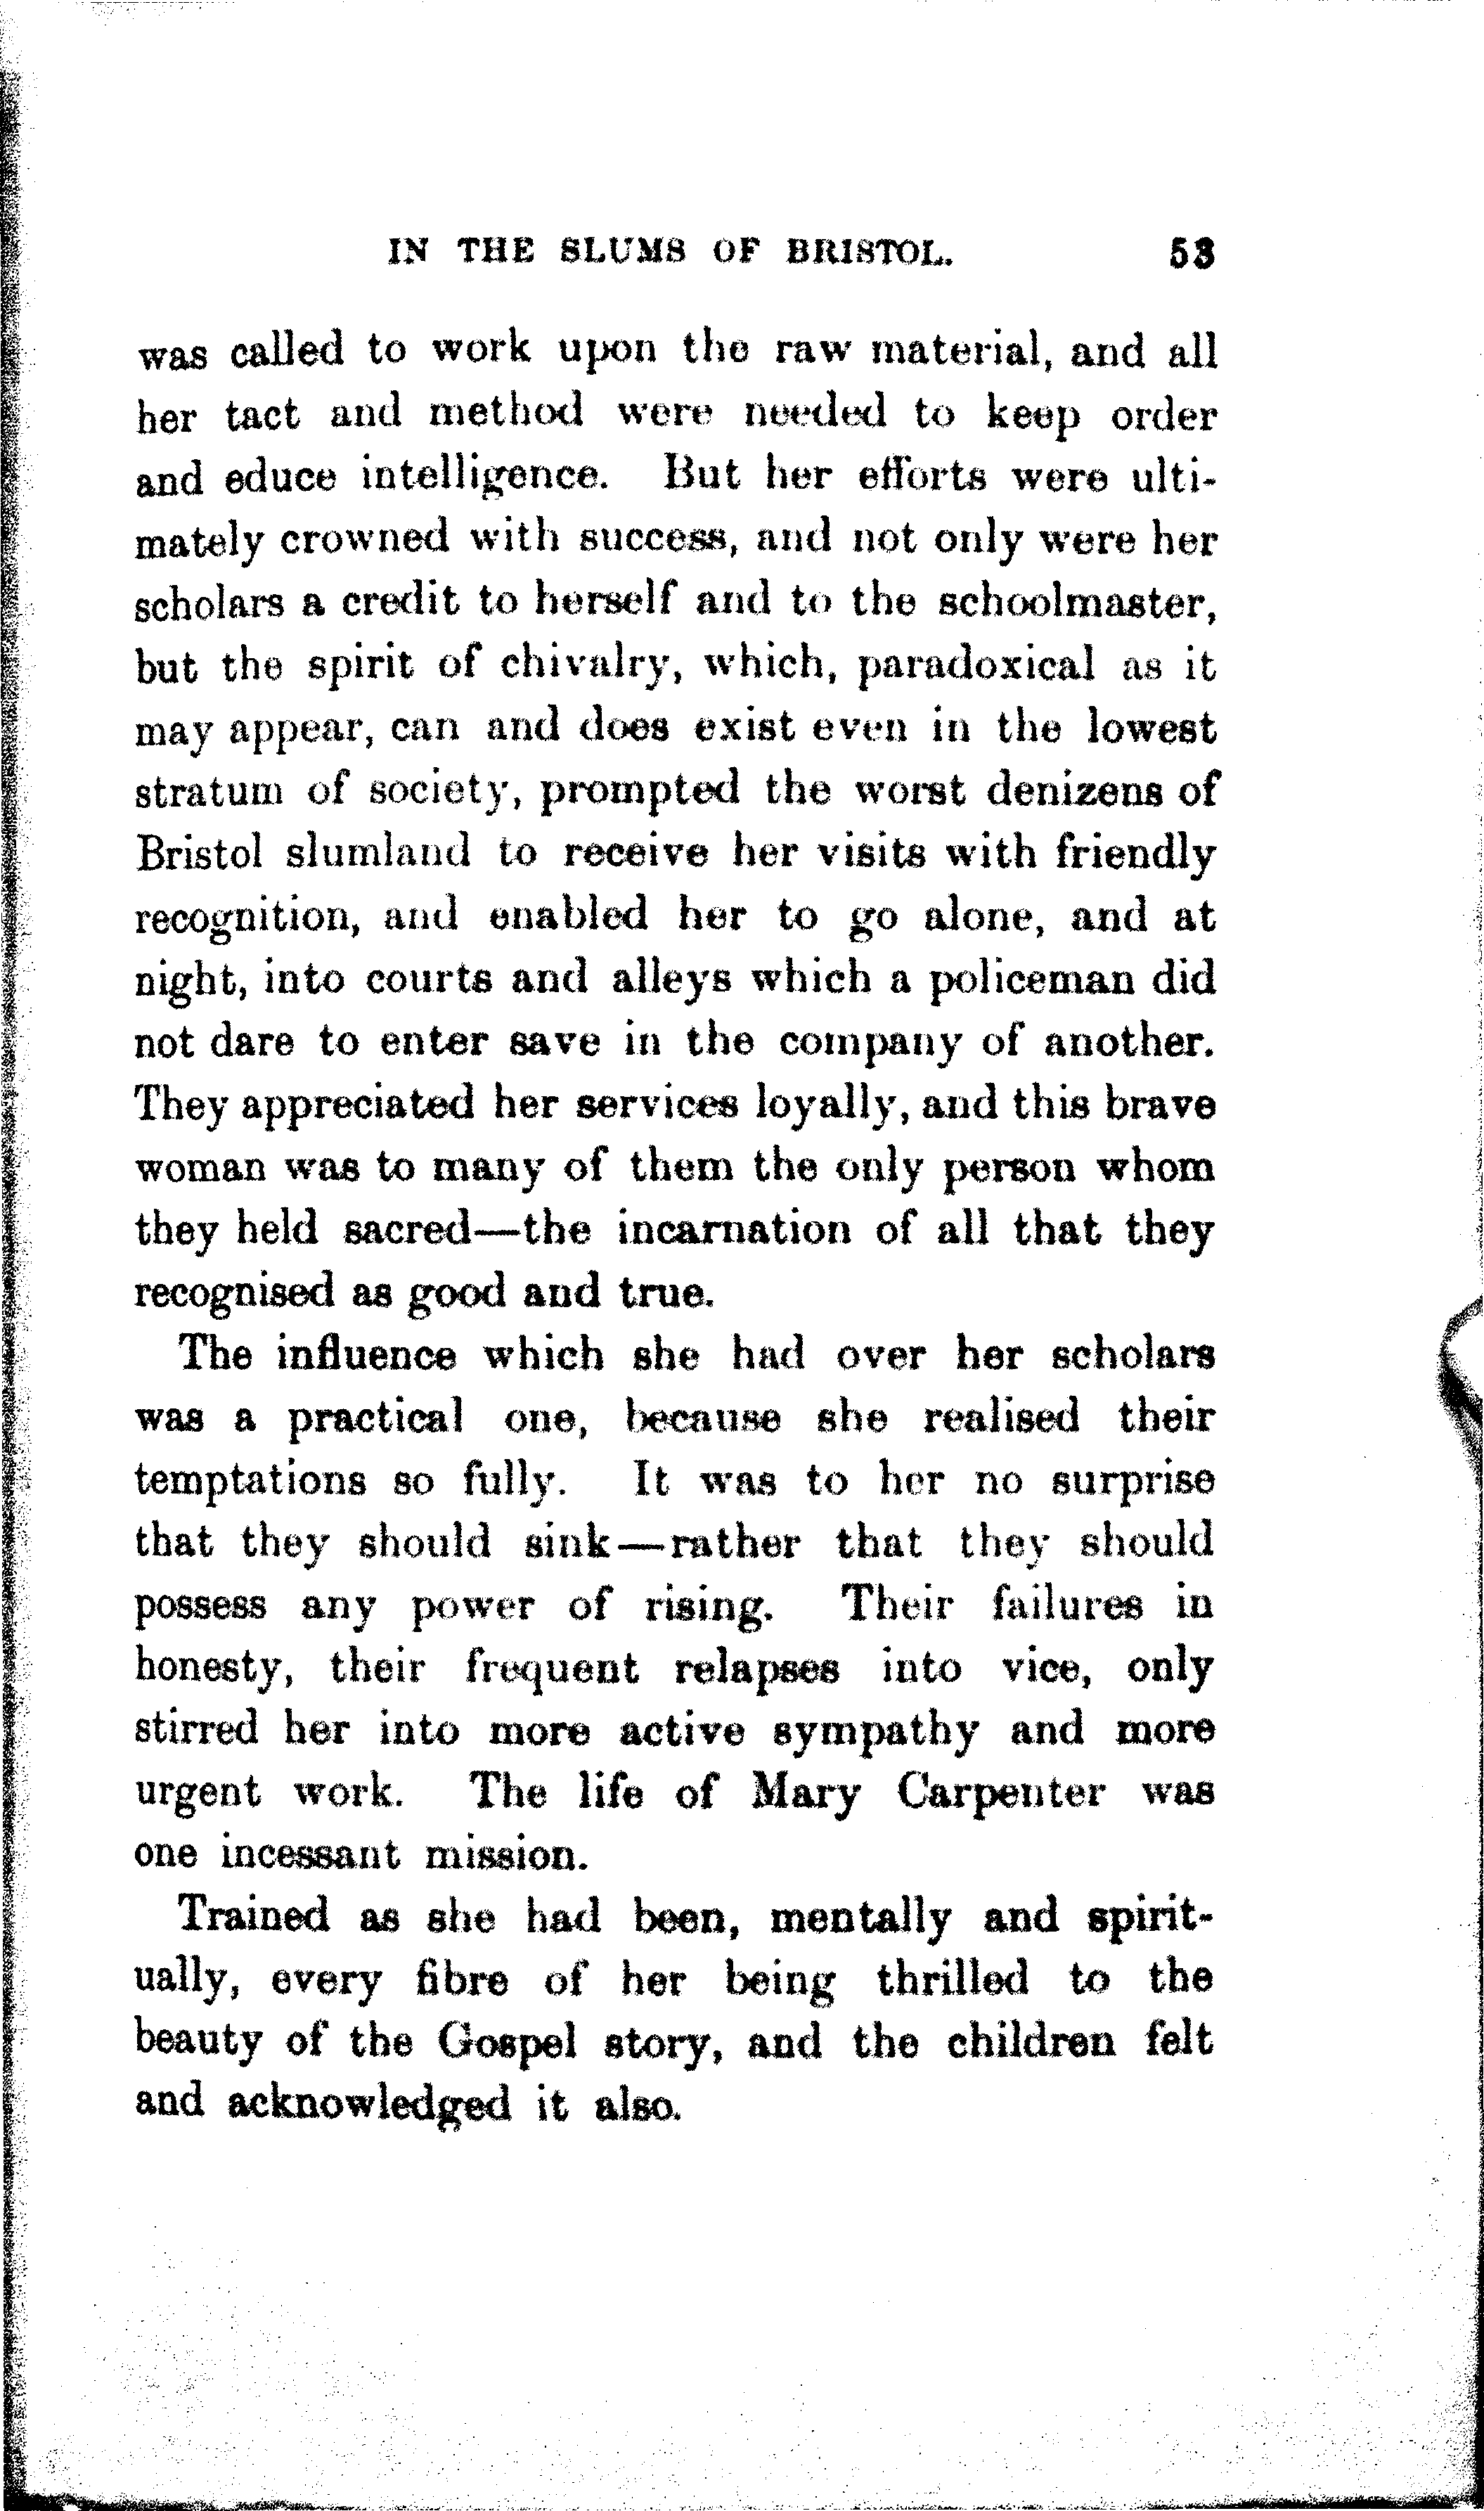 IN THE SLUMS OF BRISTOL. 53
was called to work upon the raw material, and all
her tact and method were needed to keep order
and educe intelligence. But her efforts were ulti-
mately crowned with success, and not only were her
scholars a credit to herself and to the schoolmaster,
but the spirit of chivalry, which, paradoxical as it
may appear, can and does exist even in the lowest
stratum of society, prompted the worst denizens of
Bristol slumland to receive her visits with friendly
recognition, and enabled her to go alone, and at
night, into courts and alleys which a policeman did
not dare to enter save in the company of another.
They appreciated her services loyally, and this brave
woman was to many of them the only person whom
they held sacred—the incarnation of all that they
recognised as good and true.
The influence which she had over her scholars
was a practical one, because she realised their
temptations so fully. It was to her no surprise
that they should sink—rather that they should
possess any power of rising. Their failures in
honesty, their frequent relapses into vice, only
stirred her into more active sympathy and more
urgent work. The life of Mary Carpenter was
one incessant mission.
Trained as she had been, mentally and spirit-
ually, every fibre of her being thrilled to the
beauty of the Gospel story, and the children felt
and acknowledged it also.